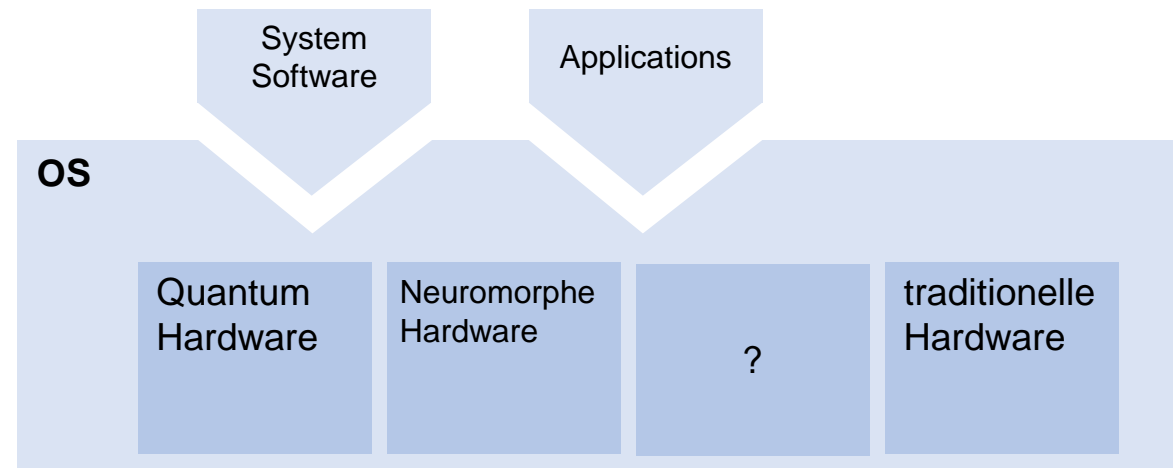 System
Software
Applications
OS
Quantum
Hardware
Neuromorphe
Hardware
?
traditionelle
Hardware